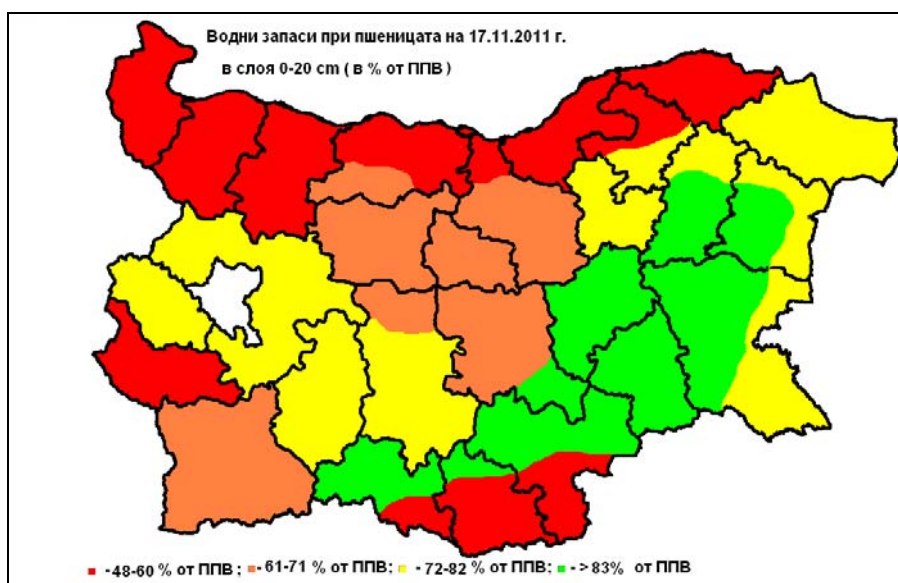 Водни запаси при пшеницата на 17.11.2011 г.
в слоя 0-20 cm ( в % от ППВ )
- 48-60 % от ППВ ; - 61-71 % от ППВ; - 72-82 % от ППВ; - > 83% от ППВ